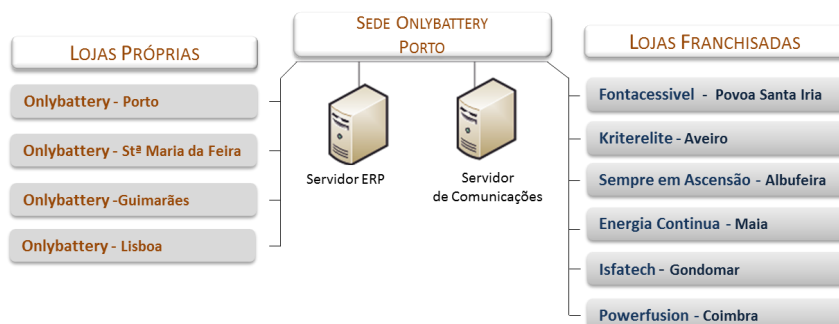 SEDE ONLYBATTERY
PORTO
LOJAS PRÓPRIAS
Onlybattery - Porto
Onlybattery - Stª Maria da Feira
Onlybattery -Guimarães
Onlybattery - Lisboa
Servidor ERP
Servidor
de Comunicações
LOJAS FRANCHISADAS
Fontacessivel - Povoa Santa Iria
Kriterelite - Aveiro
Sempre em Ascensão - Albufeira
Energia Continua - Maia
Isfatech - Gondomar
Powerfusion - Coimbra